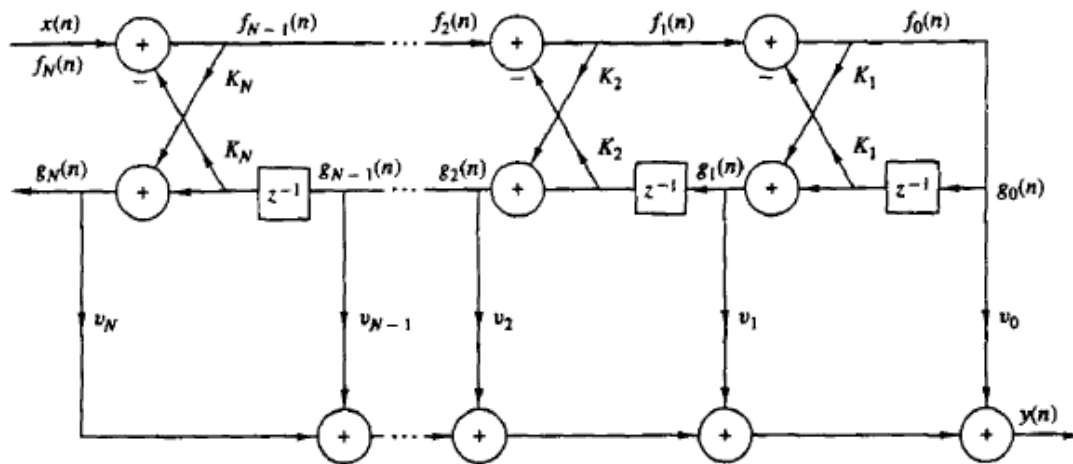 x(n) f_{N−1}(n) f_2(n) f_1(n) f_0(n)
+ ... + +
f_N(n)
− K_N − K_2 − K_1
K_N K_2 K_1
g_N(n) g_{N−1}(n) g_2(n) g_1(n)
+ z^{−1} ... + z^{−1} + z^{−1} g_0(n)
v_N v_{N−1} v_2 v_1 v_0
y(n)
+ ... + + +